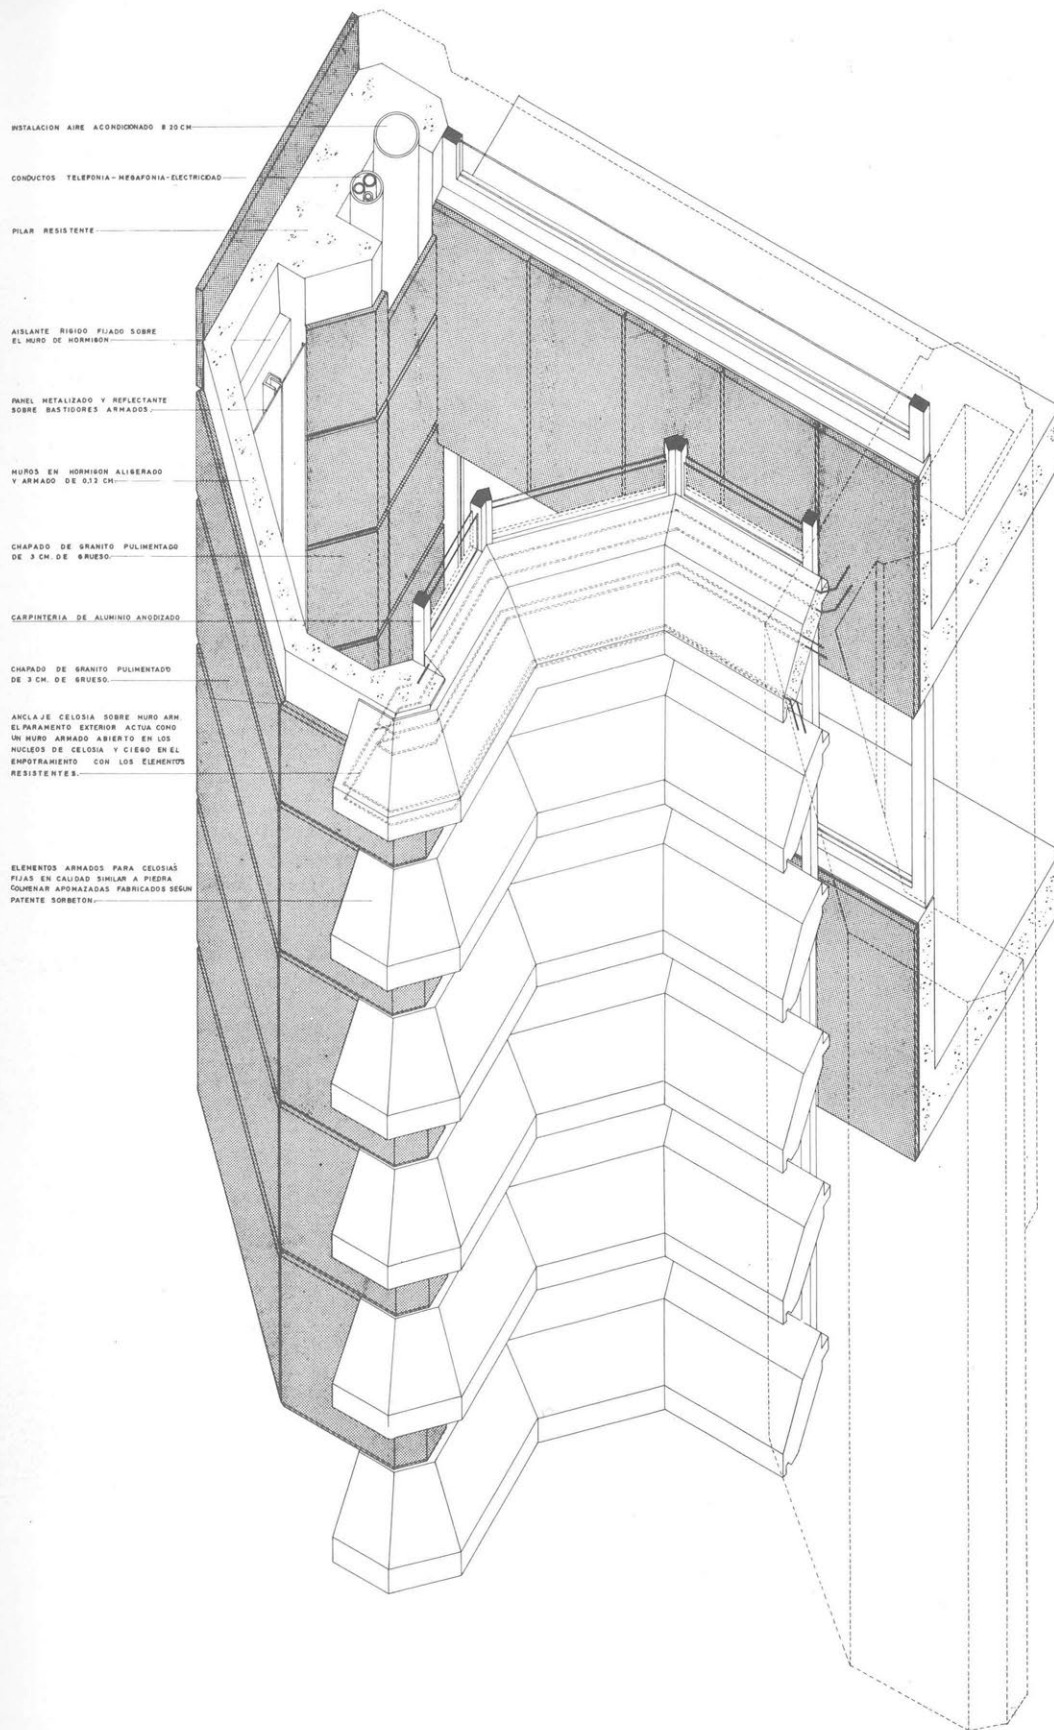 INSTALACION AIRE ACONDICIONADO B 20 CM
CONDUCTOS TELEFONIA - MEGAFONIA - ELECTRICIDAD
PILAR RESISTENTE
AISLANTE RIGIDO FIJADO SOBRE
EL MURO DE HORMIGON
PANEL METALIZADO Y REFLECTANTE
SOBRE BASTIDORES ARMADOS.
MUROS EN HORMIGON ALIGERADO
Y ARMADO DE 0,12 CM.
CHAPADO DE GRANITO PULIMENTADO
DE 3 CM. DE GRUESO.
CARPINTERIA DE ALUMINIO ANODIZADO
CHAPADO DE GRANITO PULIMENTADO
DE 3 CM. DE GRUESO.
ANCLAJE CELOSIA SOBRE MURO ARM.
EL PARAMENTO EXTERIOR ACTUA COMO
UN MURO ARMADO ABIERTO EN LOS
NUCLEOS DE CELOSIA Y CIEGO EN EL
EMPOTRAMIENTO CON LOS ELEMENTOS
RESISTENTES.
ELEMENTOS ARMADOS PARA CELOSIAS
FIJAS EN CALIDAD SIMILAR A PIEDRA
COLMENAR APOMAZADAS FABRICADOS SEGUN
PATENTE SORBETON.